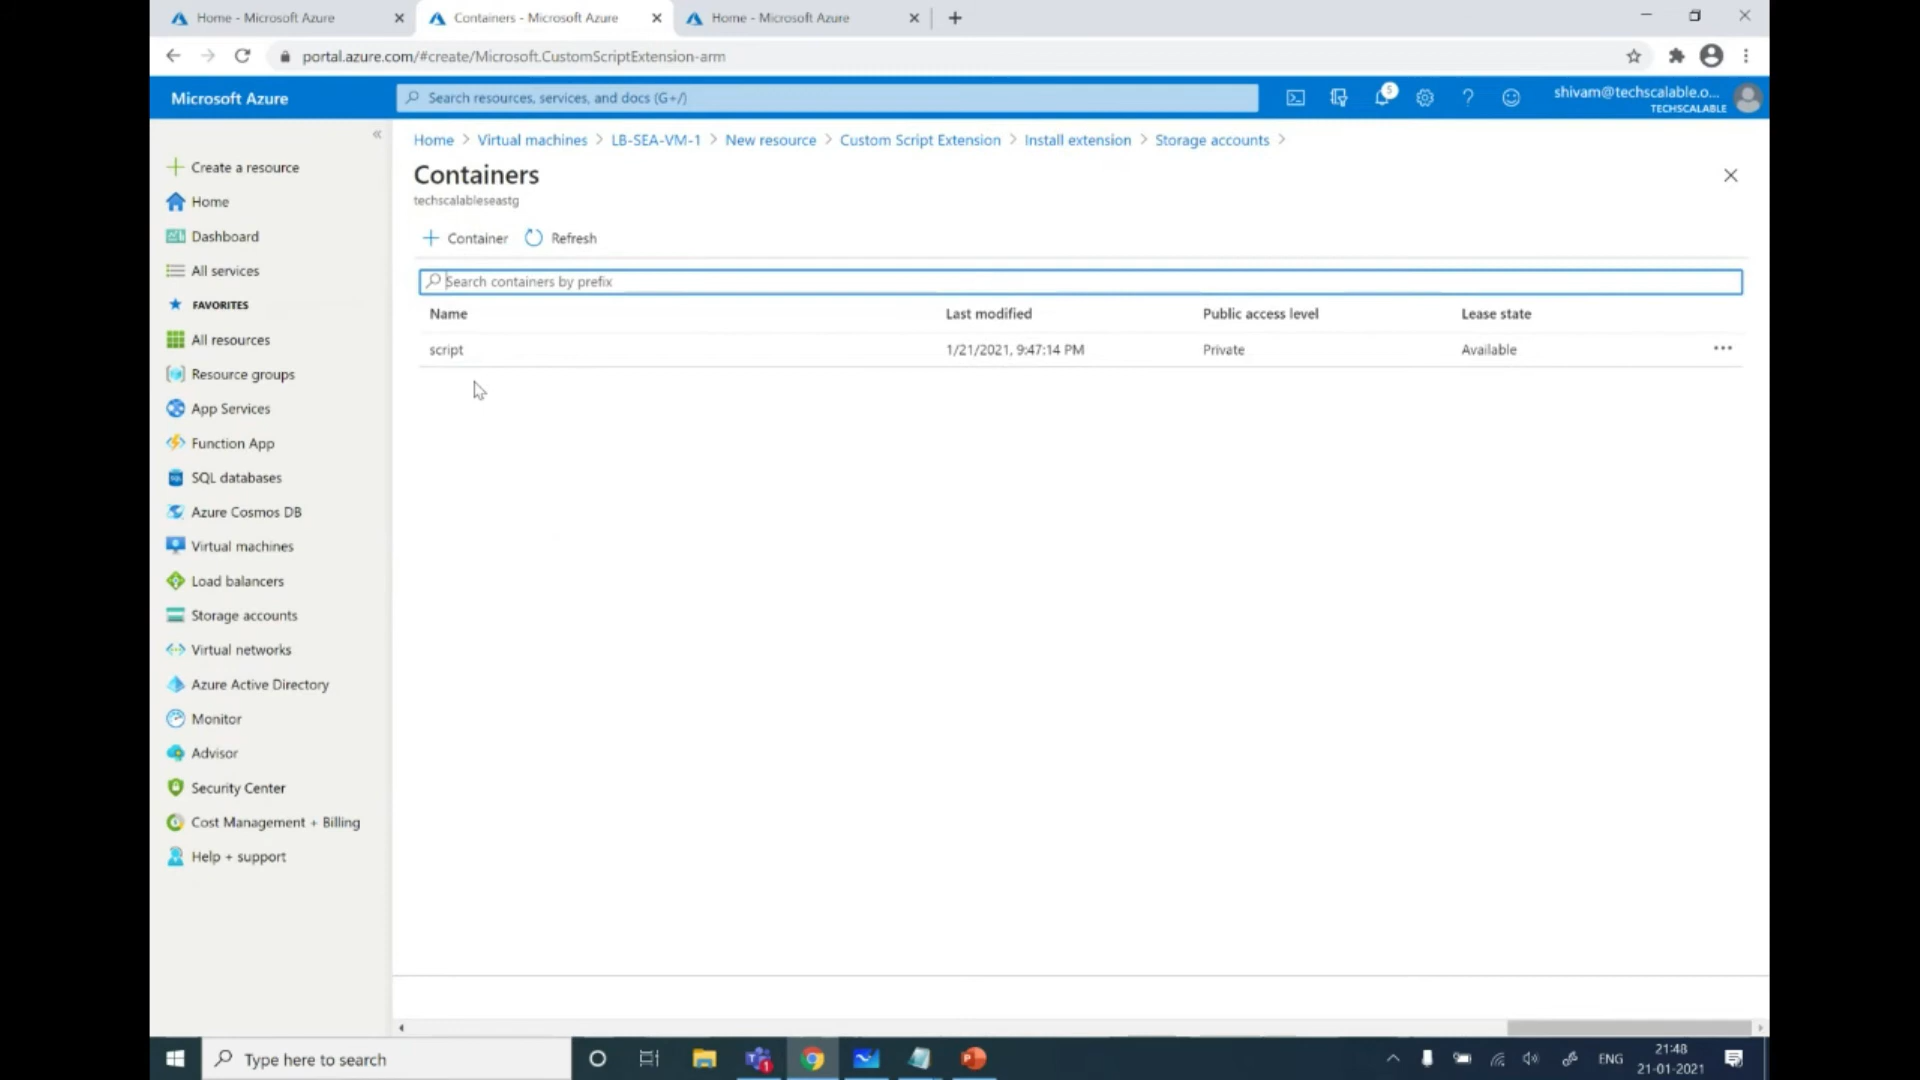 Home - Microsoft Azure
Containers - Microsoft Azure
Home - Microsoft Azure
portal.azure.com/#create/Microsoft.CustomScriptExtension-arm
Microsoft Azure
Search resources, services, and docs (G+/)
5
shivam@techscalable.o...
TECHSCALABLE
Create a resource
Home
Dashboard
All services
FAVORITES
All resources
Resource groups
App Services
Function App
SQL databases
Azure Cosmos DB
Virtual machines
Load balancers
Storage accounts
Virtual networks
Azure Active Directory
Monitor
Advisor
Security Center
Cost Management + Billing
Help + support
Home > Virtual machines > LB-SEA-VM-1 > New resource > Custom Script Extension > Install extension > Storage accounts >
Containers
techscalableseastg
+ Container Refresh
Search containers by prefix
Name Last modified Public access level Lease state
script 1/21/2021, 9:47:14 PM Private Available ...
Type here to search
1
ENG
21:48
21-01-2021